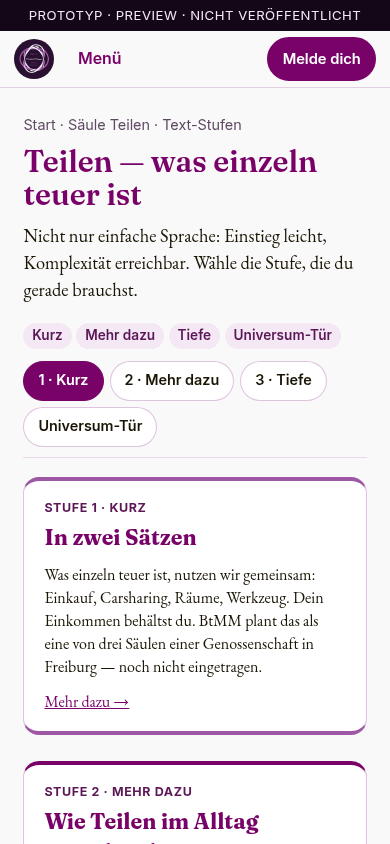 PROTOTYP · PREVIEW · NICHT VERÖFFENTLICHT
Menü
Melde dich
Start · Säule Teilen · Text-Stufen
Teilen — was einzeln
teuer ist
Nicht nur einfache Sprache: Einstieg leicht,
Komplexität erreichbar. Wähle die Stufe, die du
gerade brauchst.
Kurz Mehr dazu Tiefe Universum-Tür
1 · Kurz 2 · Mehr dazu 3 · Tiefe
Universum-Tür
STUFE 1 · KURZ
In zwei Sätzen
Was einzeln teuer ist, nutzen wir gemeinsam:
Einkauf, Carsharing, Räume, Werkzeug. Dein
Einkommen behältst du. BtMM plant das als
eine von drei Säulen einer Genossenschaft in
Freiburg — noch nicht eingetragen.
Mehr dazu →
STUFE 2 · MEHR DAZU
Wie Teilen im Alltag